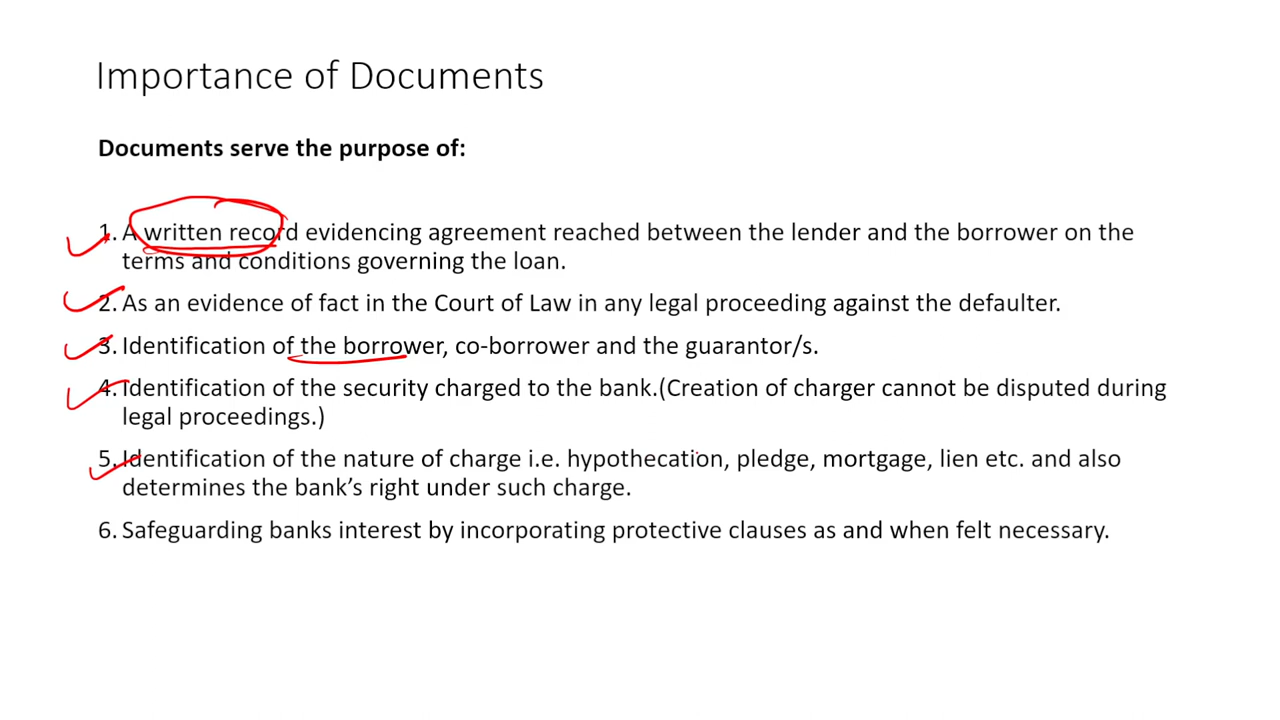 Importance of Documents
Documents serve the purpose of:
1. A written record evidencing agreement reached between the lender and the borrower on the
terms and conditions governing the loan.
2. As an evidence of fact in the Court of Law in any legal proceeding against the defaulter.
3. Identification of the borrower, co-borrower and the guarantor/s.
4. Identification of the security charged to the bank.(Creation of charger cannot be disputed during
legal proceedings.)
5. Identification of the nature of charge i.e. hypothecation, pledge, mortgage, lien etc. and also
determines the bank's right under such charge.
6. Safeguarding banks interest by incorporating protective clauses as and when felt necessary.